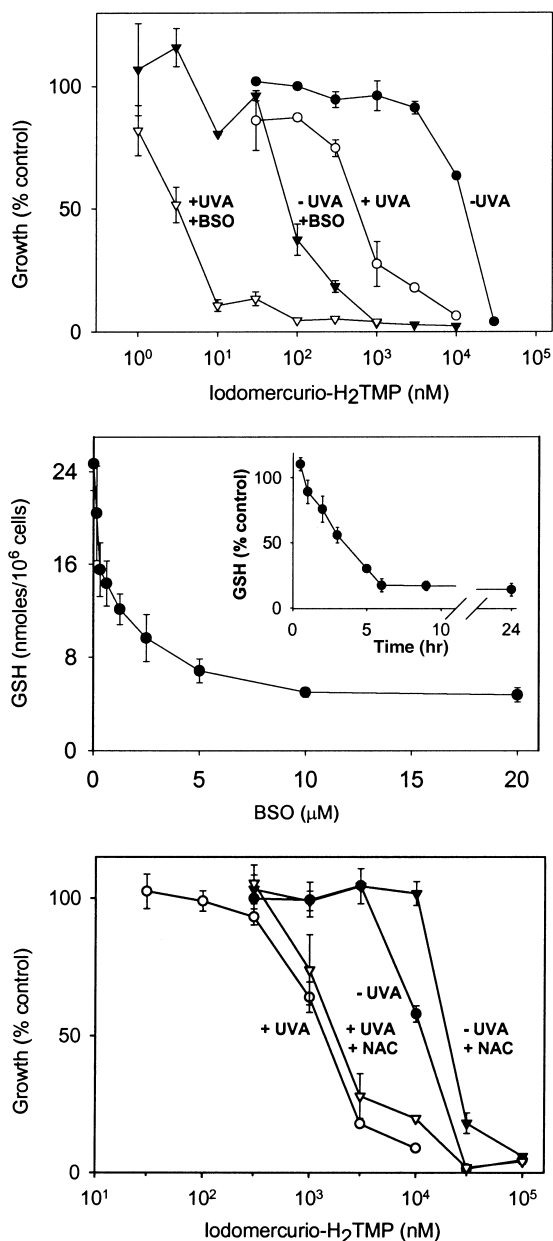 Growth (% control)
100
50
0
+UVA
+BSO
- UVA
+BSO
+ UVA
-UVA
10⁰ 10¹ 10² 10³ 10⁴ 10⁵
Iodomercurio-H₂TMP (nM)
GSH (nmoles/10⁶ cells)
24
16
8
0
0 5 10 15 20
BSO (μM)
GSH (% control)
100
50
0
0 5 10 24
Time (hr)
Growth (% control)
100
50
0
+ UVA
+ UVA
+ NAC
- UVA
- UVA
+ NAC
10¹ 10² 10³ 10⁴ 10⁵
Iodomercurio-H₂TMP (nM)